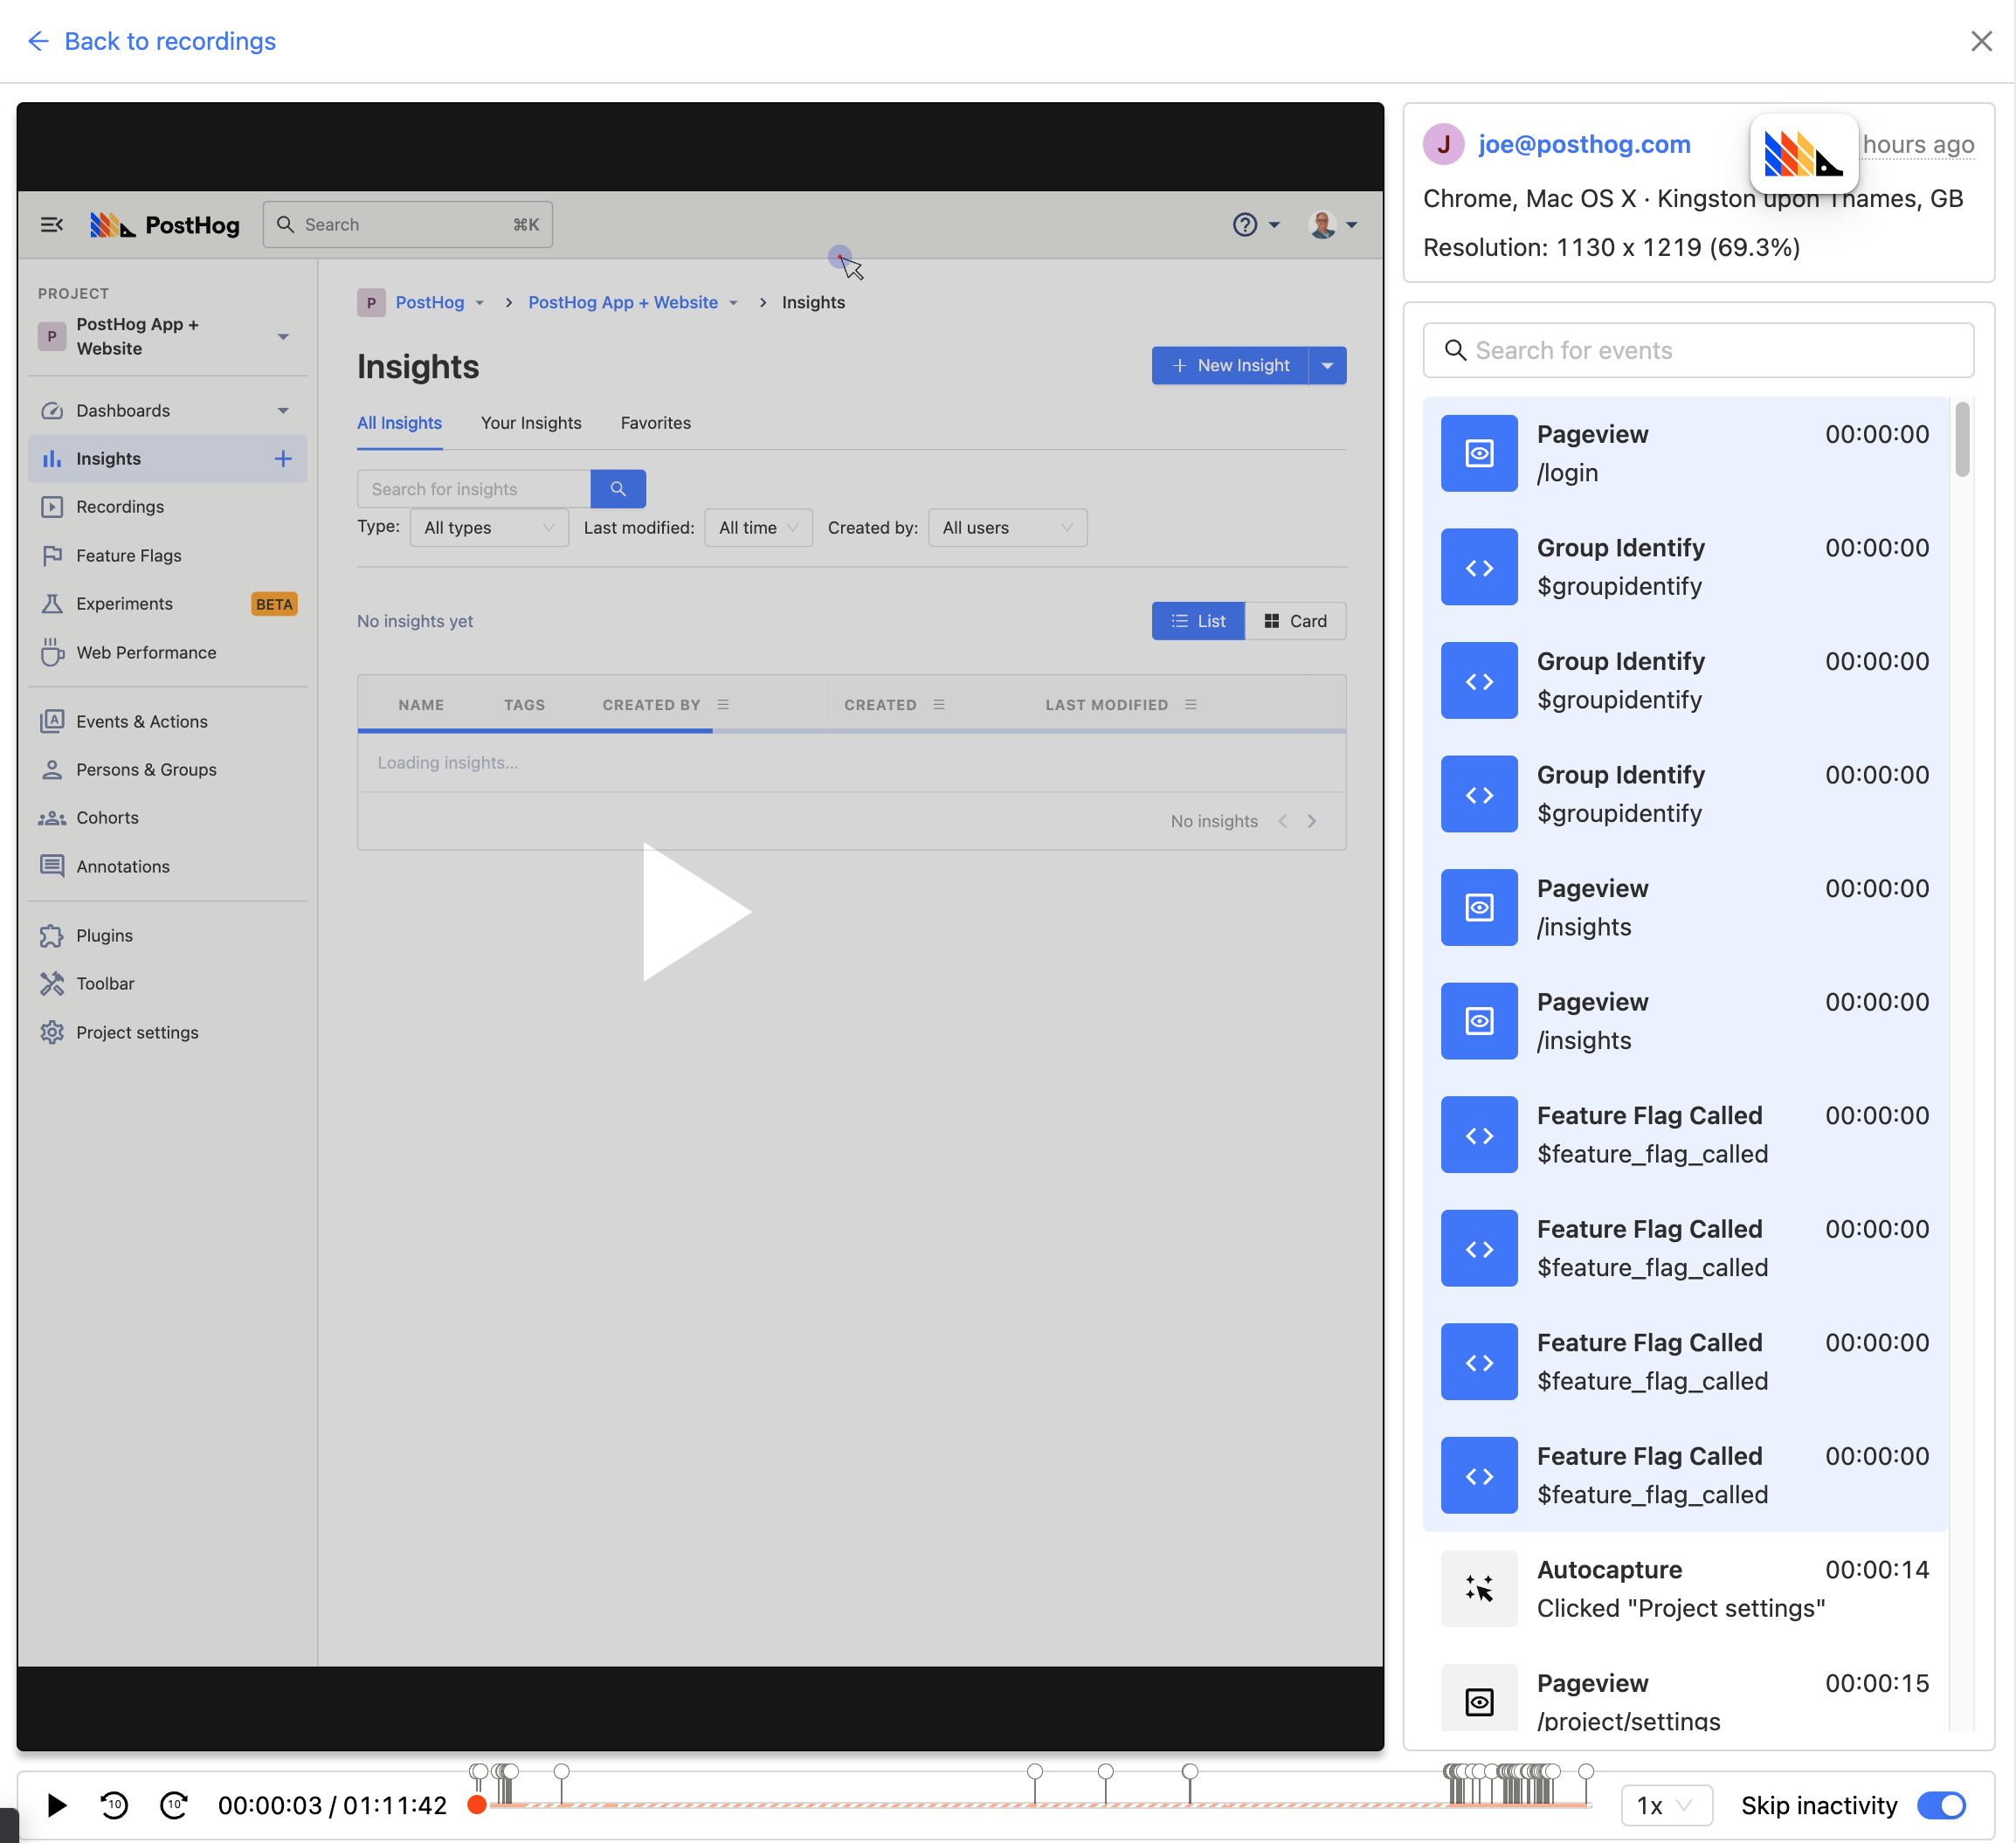 Back to recordings
PostHog
Search
⌘K
PROJECT
P
PostHog App +
Website
Dashboards
Insights
Recordings
Feature Flags
Experiments
BETA
Web Performance
Events & Actions
Persons & Groups
Cohorts
Annotations
Plugins
Toolbar
Project settings
P PostHog > PostHog App + Website > Insights
Insights
+ New Insight
All Insights Your Insights Favorites
Search for insights
Type: All types Last modified: All time Created by: All users
No insights yet
List Card
NAME TAGS CREATED BY CREATED LAST MODIFIED
Loading insights...
No insights
J joe@posthog.com hours ago
Chrome, Mac OS X · Kingston upon Thames, GB
Resolution: 1130 x 1219 (69.3%)
Search for events
Pageview 00:00:00
/login
Group Identify 00:00:00
$groupidentify
Group Identify 00:00:00
$groupidentify
Group Identify 00:00:00
$groupidentify
Pageview 00:00:00
/insights
Pageview 00:00:00
/insights
Feature Flag Called 00:00:00
$feature_flag_called
Feature Flag Called 00:00:00
$feature_flag_called
Feature Flag Called 00:00:00
$feature_flag_called
Feature Flag Called 00:00:00
$feature_flag_called
Autocapture 00:00:14
Clicked "Project settings"
Pageview 00:00:15
/project/settings
10 10 00:00:03 / 01:11:42
1x Skip inactivity